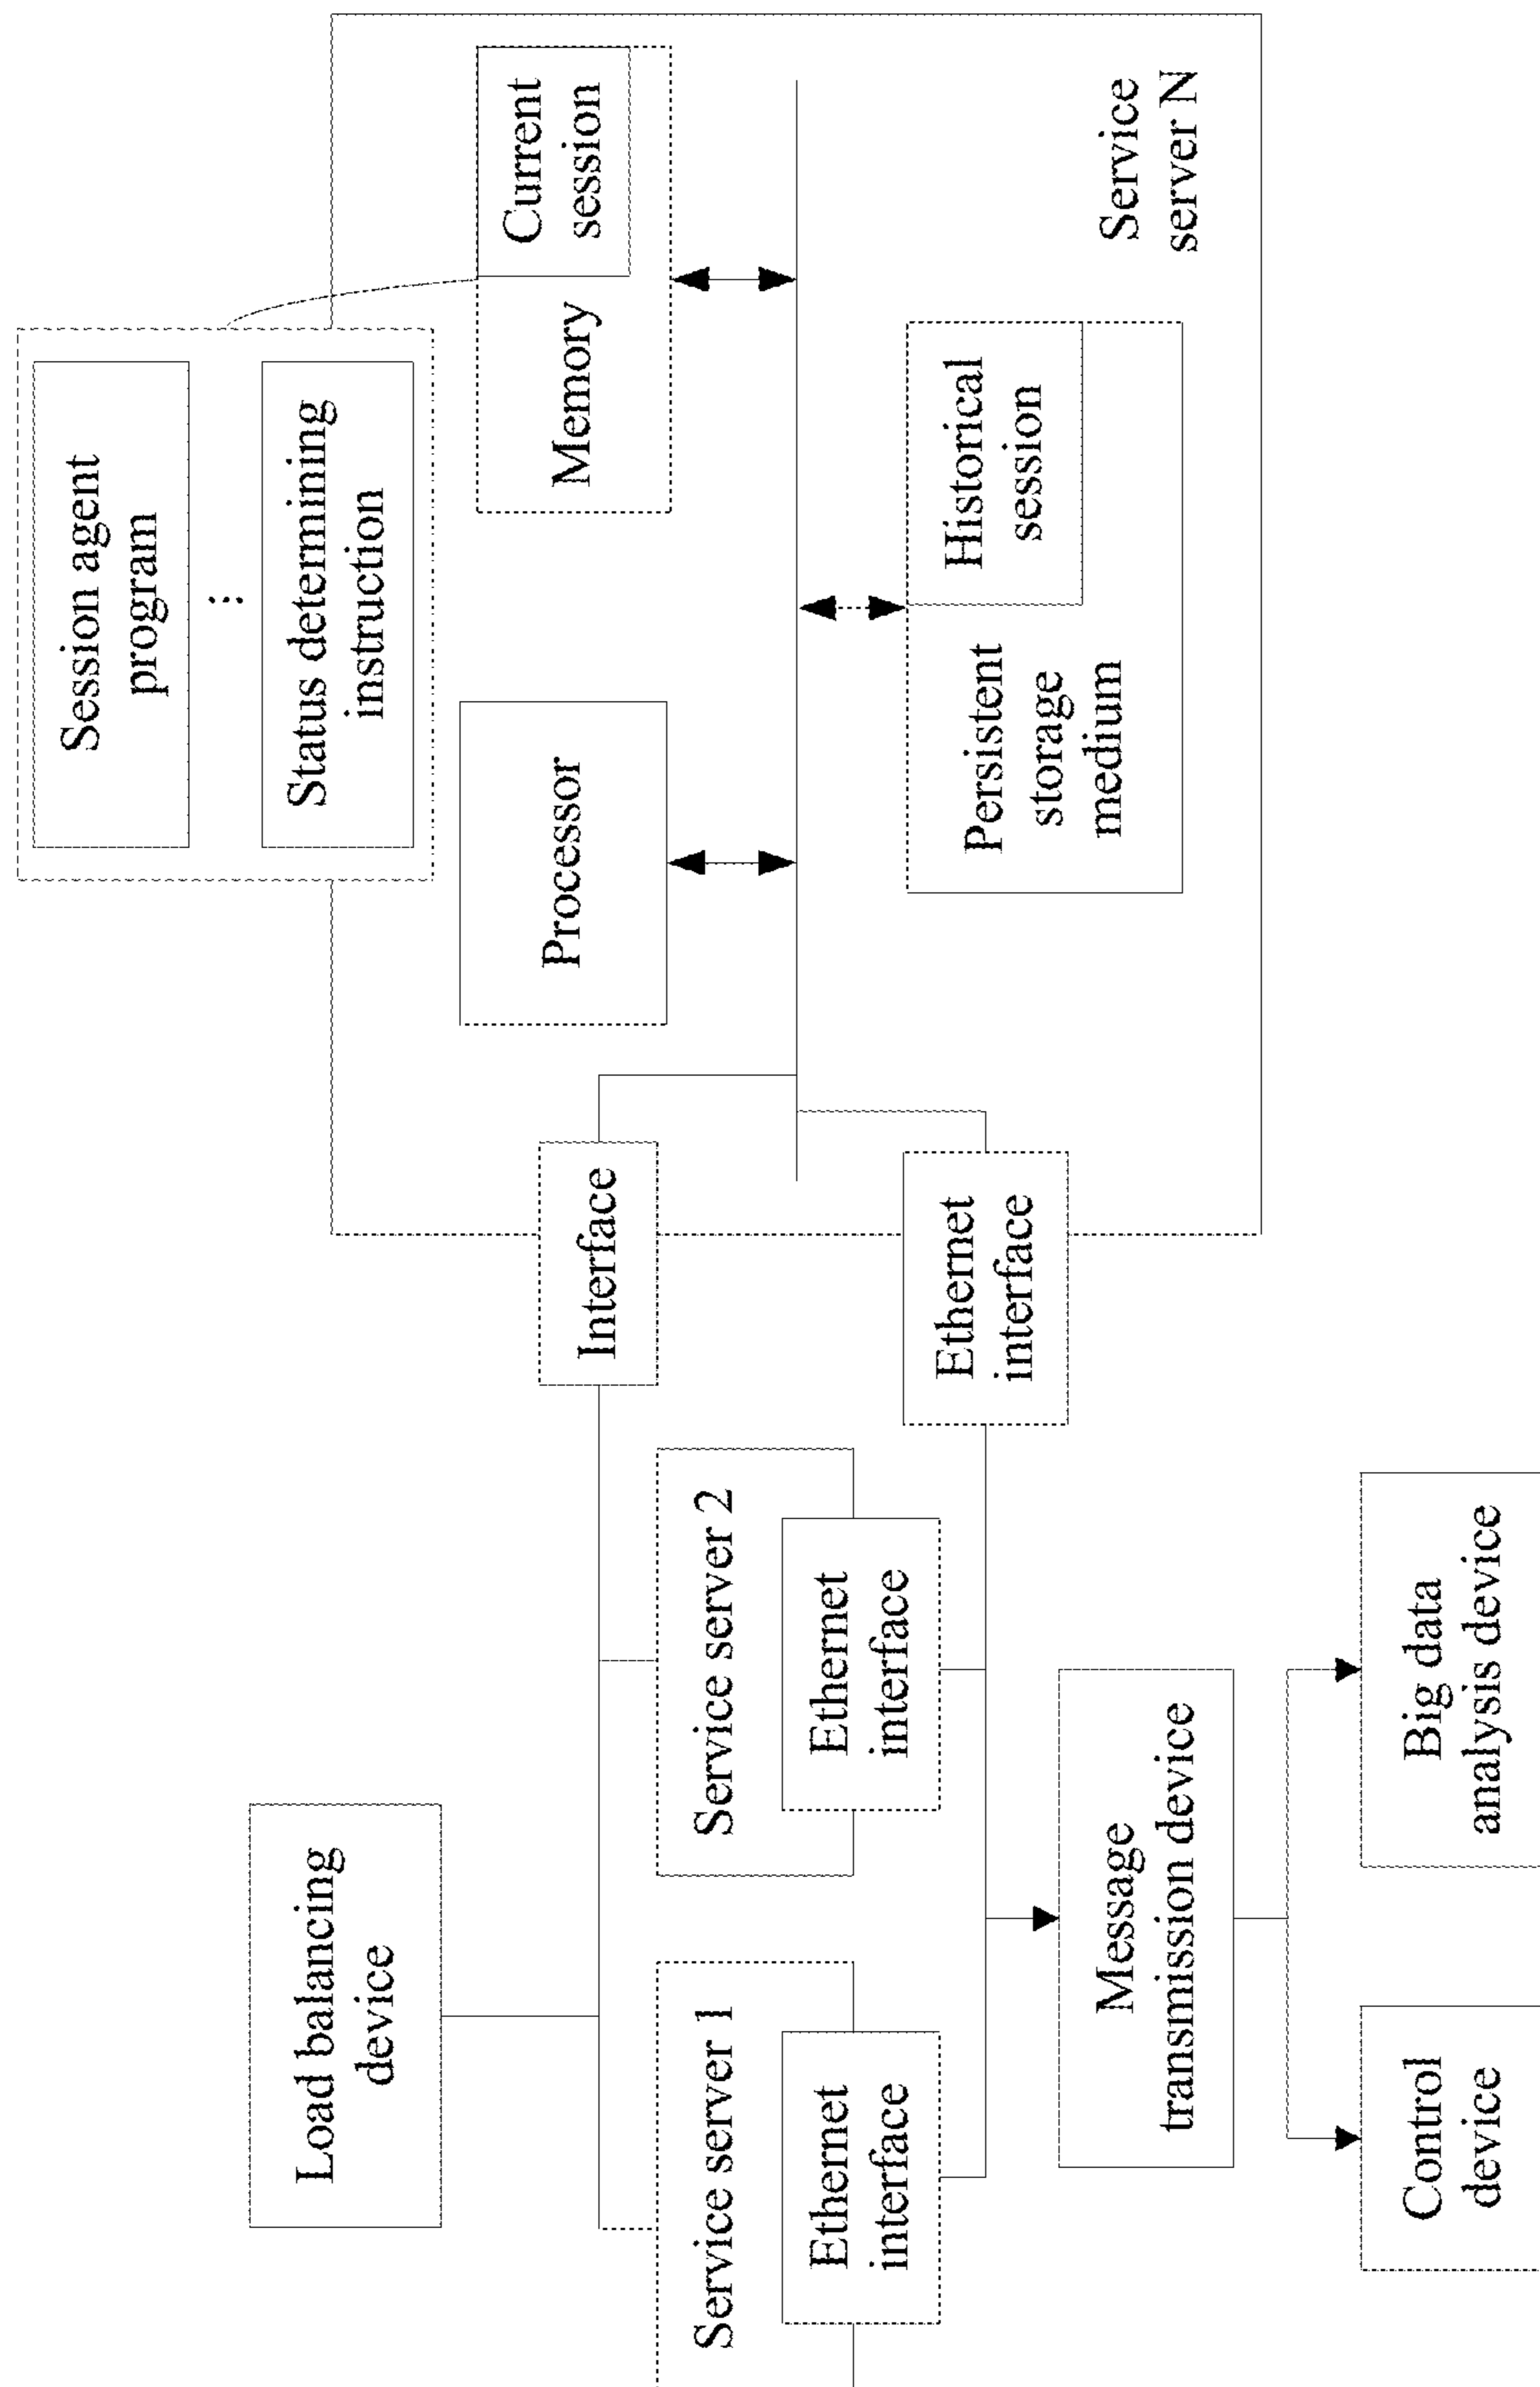 Load balancing
device
Service server 1
Ethernet
interface
Service server 2
Ethernet
interface
Message
transmission device
Control
device
Big data
analysis device
Interface
Ethernet
interface
Session agent
program
Status determining
instruction
Processor
Memory
Current
session
Persistent
storage
medium
Historical
session
Service
server N